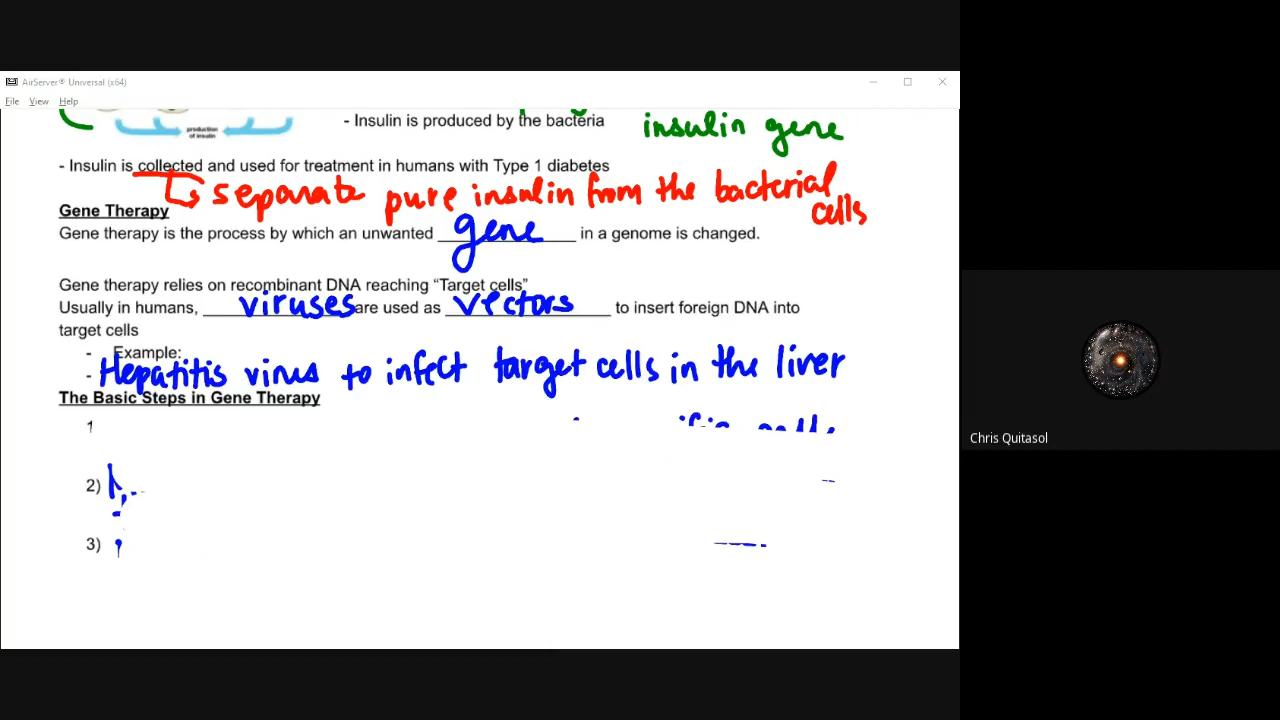 AirServer® Universal (x64)
File View Help
production
of insulin
- Insulin is produced by the bacteria
insulin gene
- Insulin is collected and used for treatment in humans with Type 1 diabetes
separate pure insulin from the bacterial
cells
Gene Therapy
Gene therapy is the process by which an unwanted gene in a genome is changed.
Gene therapy relies on recombinant DNA reaching “Target cells”
Usually in humans, viruses are used as vectors to insert foreign DNA into
target cells
- Example:
- Hepatitis virus to infect target cells in the liver
The Basic Steps in Gene Therapy
1
2)
3)
Chris Quitasol